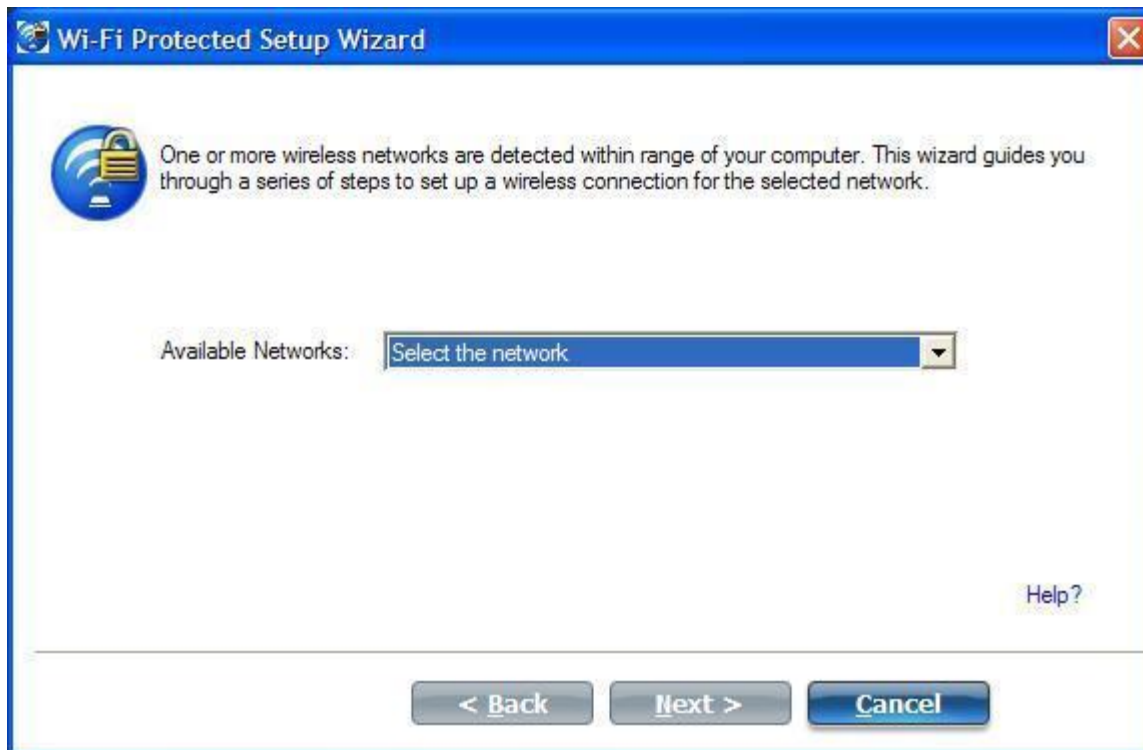 Wi-Fi Protected Setup Wizard
One or more wireless networks are detected within range of your computer. This wizard guides you
through a series of steps to set up a wireless connection for the selected network.
Available Networks: Select the network
Help?
< Back Next > Cancel